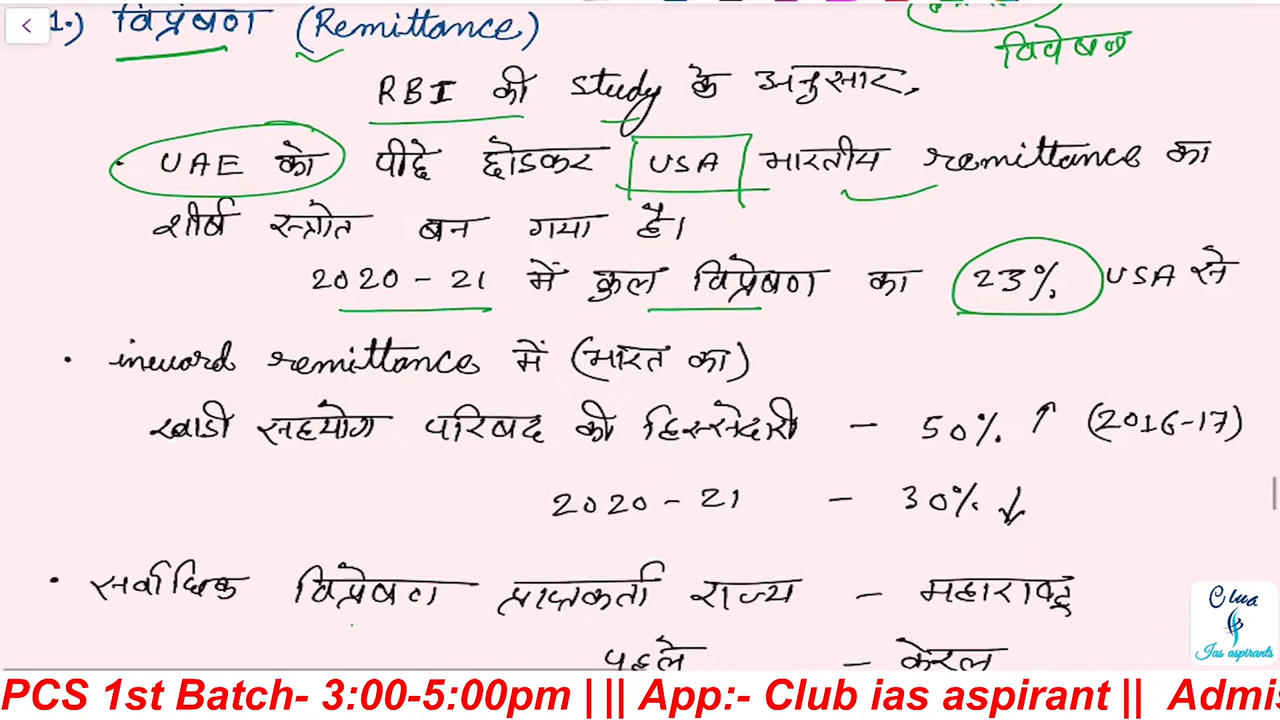 1.) विप्रेषण (Remittance)
विप्रेषण
RBI की study के अनुसार,
· UAE को पीछे छोडकर USA भारतीय remittance का
शीर्ष स्त्रोत बन गया है।
2020-21 में कुल विप्रेषण का 23% USA से
· inward remittance में (भारत का)
खाडी सहयोग परिषद की हिस्सेदारी - 50% ↑ (2016-17)
2020-21 - 30% ↓
· सर्वाधिक विप्रेषण प्राप्तकर्ता राज्य - महाराष्ट्र
पहले - केरल
Club
Ias aspirants
PCS 1st Batch- 3:00-5:00pm | || App:- Club ias aspirant || Admis